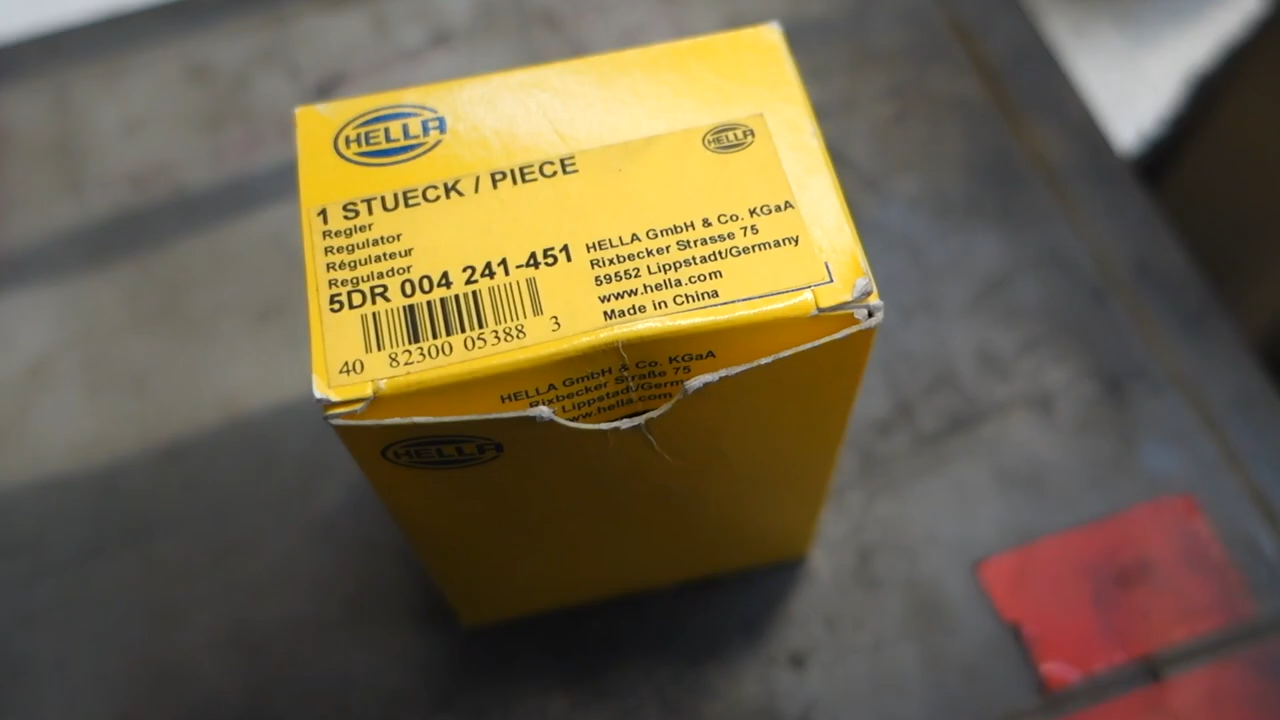 HELLA
HELLA
1 STUECK / PIECE
Regler
Regulator
Régulateur
Regulador
5DR 004 241-451
40 82300 05388 3
HELLA GmbH & Co. KGaA
Rixbecker Strasse 75
59552 Lippstadt/Germany
www.hella.com
Made in China
HELLA GmbH & Co. KGaA
Rixbecker Straße 75
Lippstadt/Germ
www.hella.com
HELLA